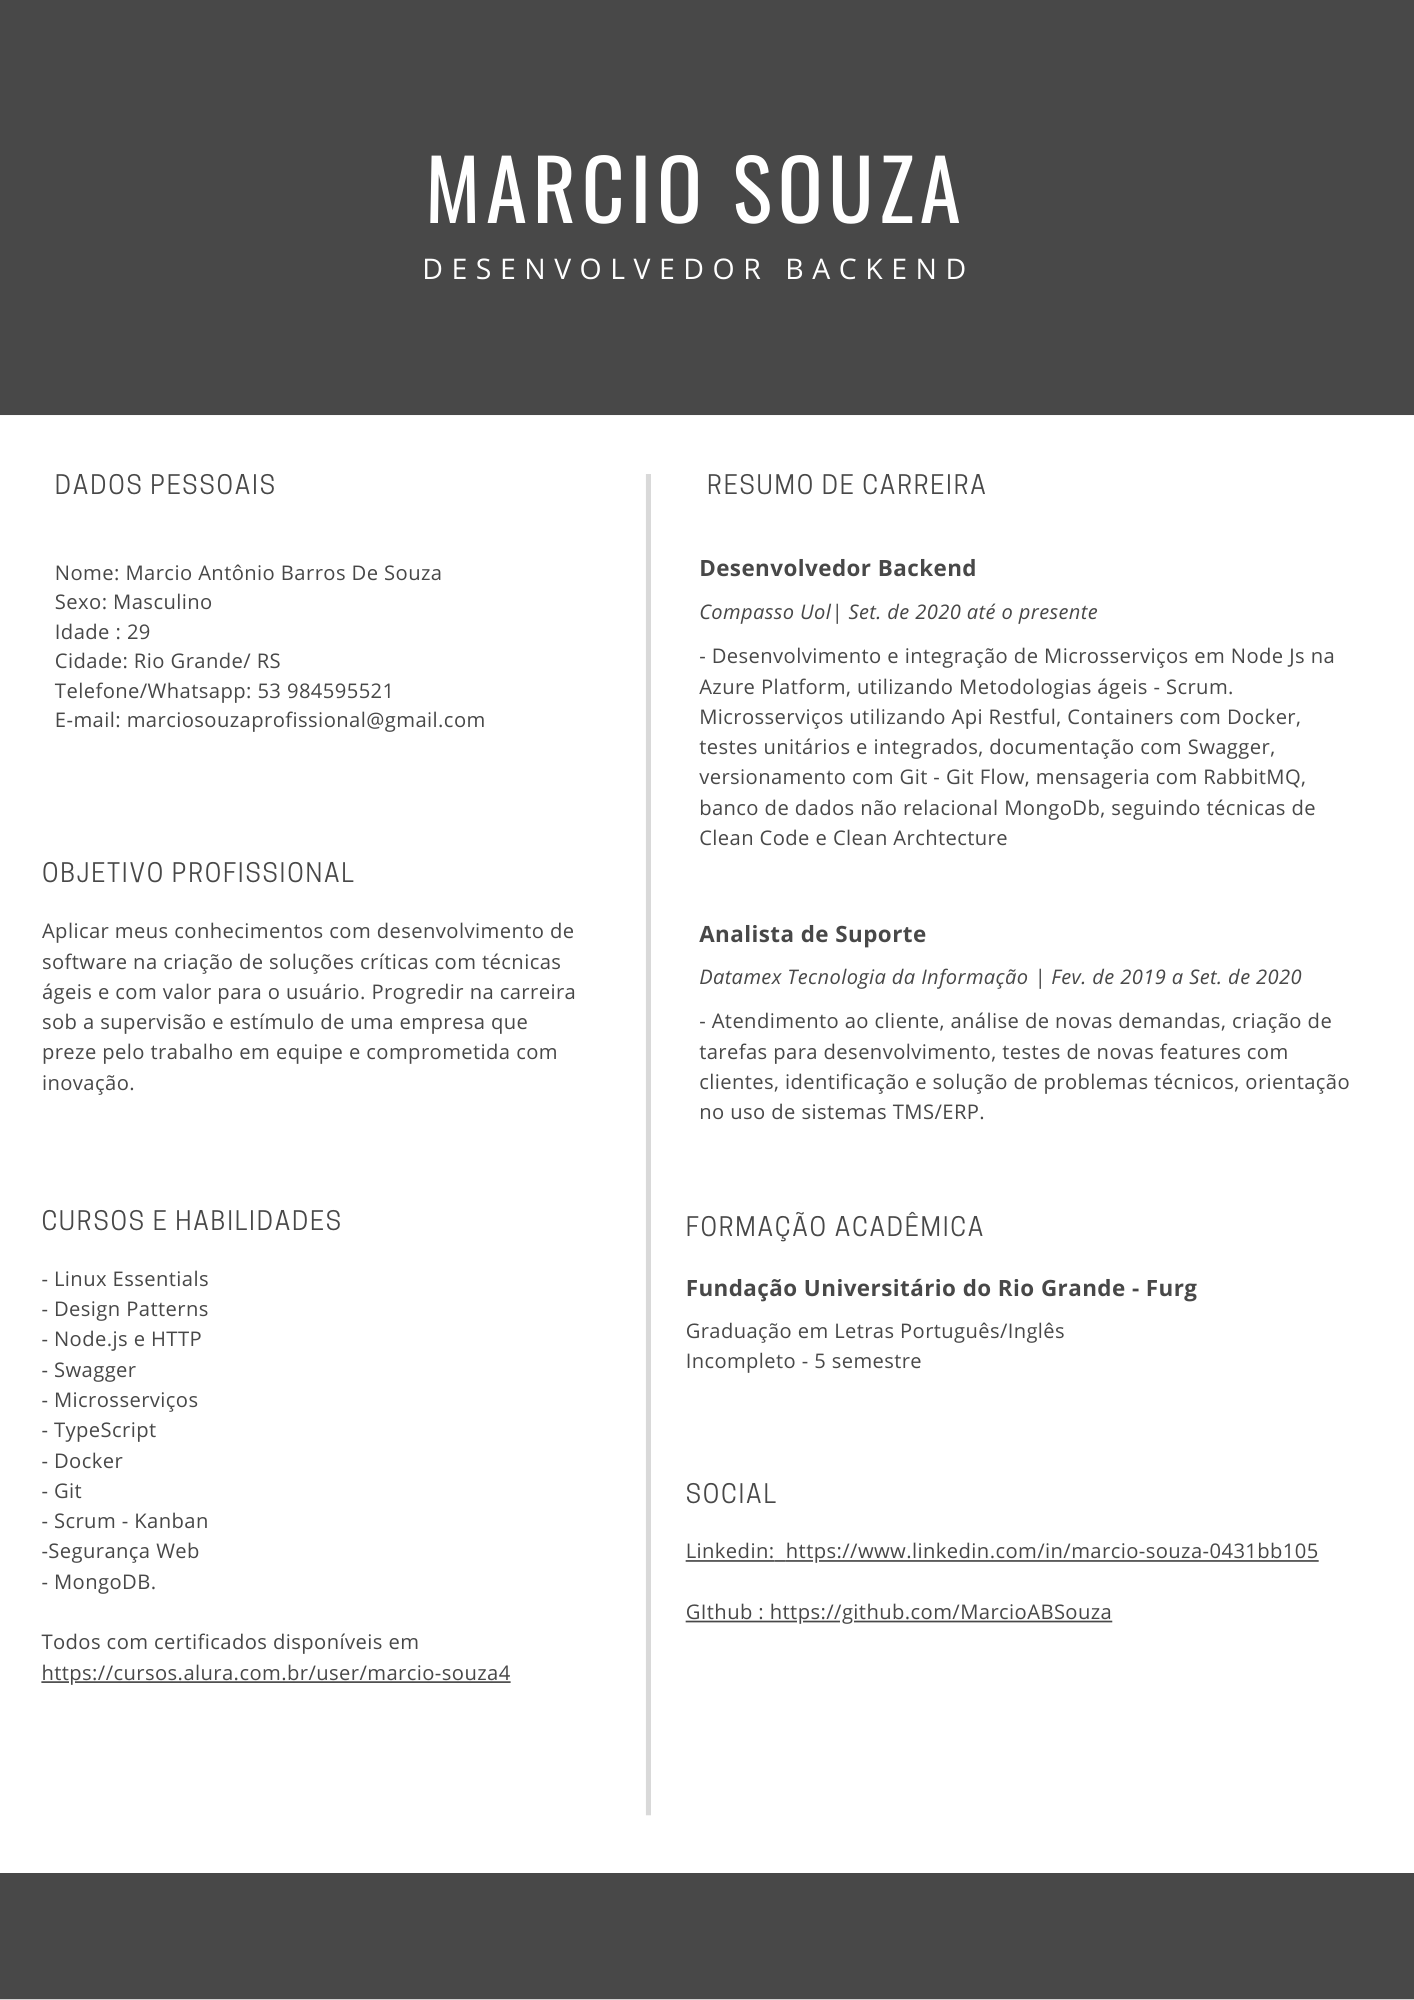 MARCIO SOUZA
DESENVOLVEDOR BACKEND
DADOS PESSOAIS
Nome: Marcio Antônio Barros De Souza
Sexo: Masculino
Idade : 29
Cidade: Rio Grande/ RS
Telefone/Whatsapp: 53 984595521
E-mail: marciosouzaprofissional@gmail.com
OBJETIVO PROFISSIONAL
Aplicar meus conhecimentos com desenvolvimento de
software na criação de soluções críticas com técnicas
ágeis e com valor para o usuário. Progredir na carreira
sob a supervisão e estímulo de uma empresa que
preze pelo trabalho em equipe e comprometida com
inovação.
CURSOS E HABILIDADES
- Linux Essentials
- Design Patterns
- Node.js e HTTP
- Swagger
- Microsserviços
- TypeScript
- Docker
- Git
- Scrum - Kanban
-Segurança Web
- MongoDB.
Todos com certificados disponíveis em
https://cursos.alura.com.br/user/marcio-souza4
RESUMO DE CARREIRA
Desenvolvedor Backend
Compasso Uol| Set. de 2020 até o presente
- Desenvolvimento e integração de Microsserviços em Node Js na
Azure Platform, utilizando Metodologias ágeis - Scrum.
Microsserviços utilizando Api Restful, Containers com Docker,
testes unitários e integrados, documentação com Swagger,
versionamento com Git - Git Flow, mensageria com RabbitMQ,
banco de dados não relacional MongoDb, seguindo técnicas de
Clean Code e Clean Archtecture
Analista de Suporte
Datamex Tecnologia da Informação | Fev. de 2019 a Set. de 2020
- Atendimento ao cliente, análise de novas demandas, criação de
tarefas para desenvolvimento, testes de novas features com
clientes, identificação e solução de problemas técnicos, orientação
no uso de sistemas TMS/ERP.
FORMAÇÃO ACADÊMICA
Fundação Universitário do Rio Grande - Furg
Graduação em Letras Português/Inglês
Incompleto - 5 semestre
SOCIAL
Linkedin:  https://www.linkedin.com/in/marcio-souza-0431bb105
GIthub : https://github.com/MarcioABSouza